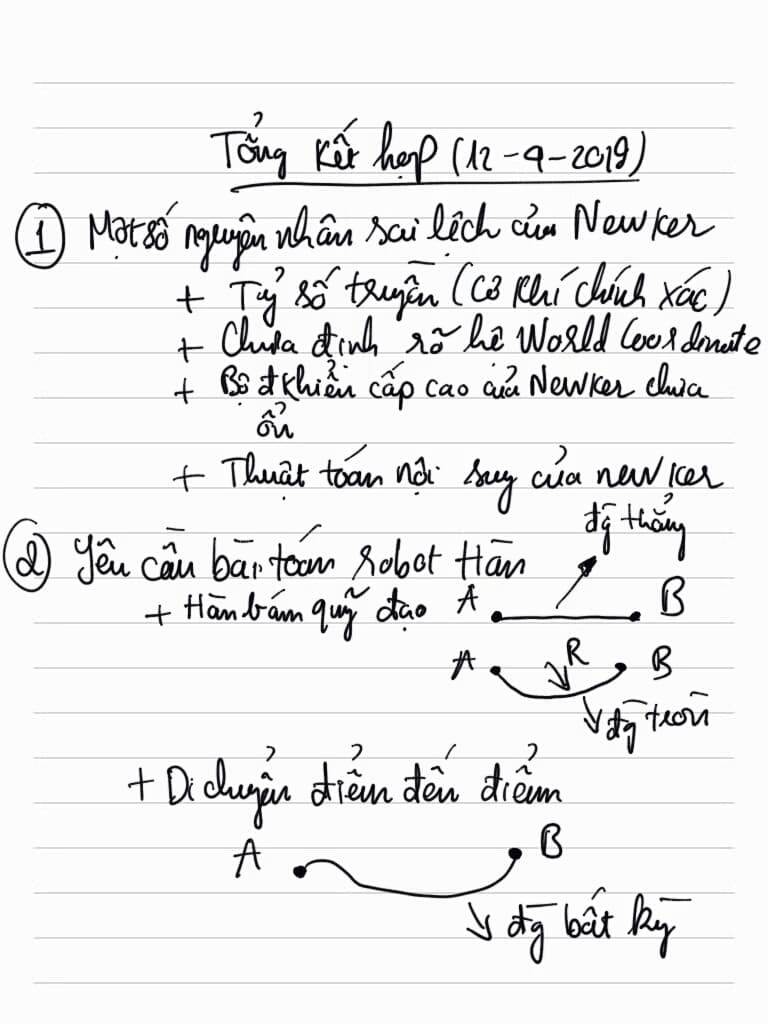 Tổng kết họp (12-9-2019)
1 Một số nguyên nhân sai lệch của Newker
+ Tỷ số truyền (Cơ khí chính xác)
+ Chưa định rõ hệ World Coordinate
+ Bộ đkhiển cấp cao của Newker chưa
ổn
+ Thuật toán nội suy của newker
đg thẳng
2 Yêu cầu bài toán robot Hàn
+ Hàn bám quỹ đạo A B
A R B
đg tròn
+ Di chuyển điểm đến điểm
A B
đg bất kỳ